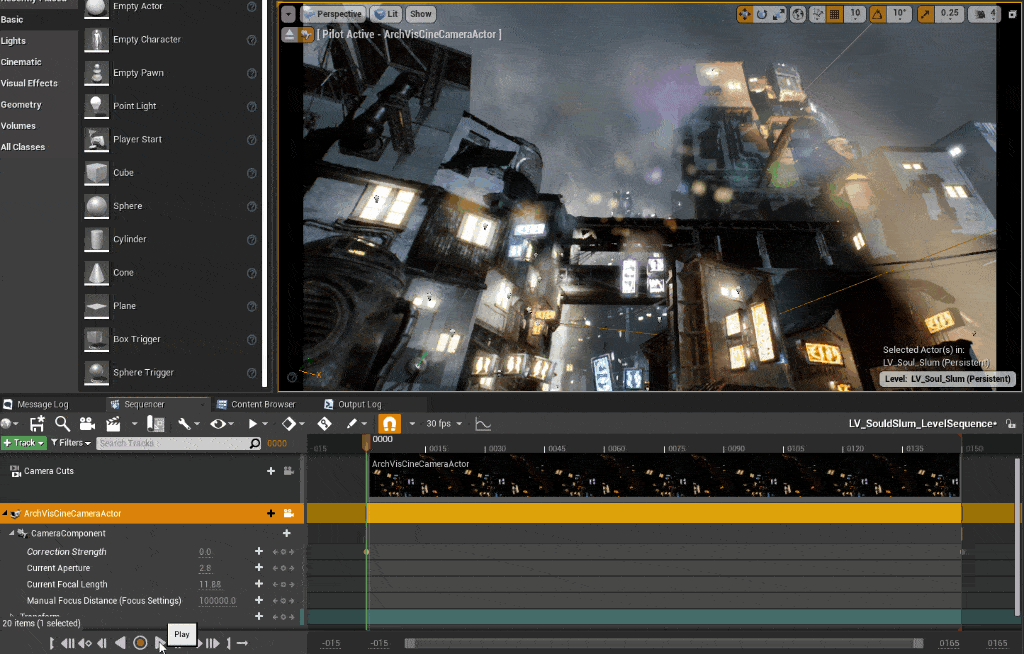 Recently Placed
Empty Actor
Basic
Lights
Empty Character
Cinematic
Empty Pawn
Visual Effects
Geometry
Point Light
Volumes
Player Start
All Classes
Cube
Sphere
Cylinder
Cone
Plane
Box Trigger
Sphere Trigger
Perspective Lit Show 10 10° 0.25 4
[ Pilot Active - ArchVisCineCameraActor ]
Selected Actor(s) in:
LV_Soul_Slum (Persistent)
Level: LV_Soul_Slum (Persistent)
Message Log Sequencer Content Browser Output Log
30 fps LV_SouldSlum_LevelSequence•
+ Track Filters Search Tracks 0000
0000
-015 0015 0030 0045 0060 0075 0090 0105 0120 0135 0150
Camera Cuts
ArchVisCineCameraActor
ArchVisCineCameraActor
CameraComponent
Correction Strength 0.0
Current Aperture 2.8
Current Focal Length 11.88
Manual Focus Distance (Focus Settings) 100000.0
Transform
20 items (1 selected)
Play
-015 -015 0165 0165